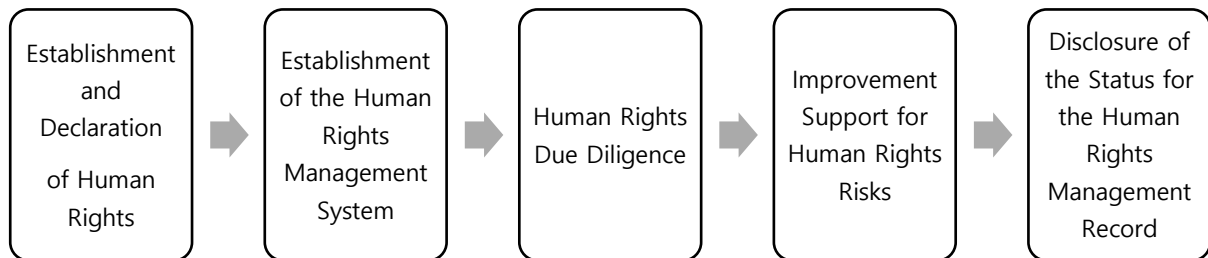 Establishment
and
Declaration
of Human
Rights
Establishment
of the Human
Rights
Management
System
Human Rights
Due Diligence
Improvement
Support for
Human Rights
Risks
Disclosure of
the Status for
the Human
Rights
Management
Record